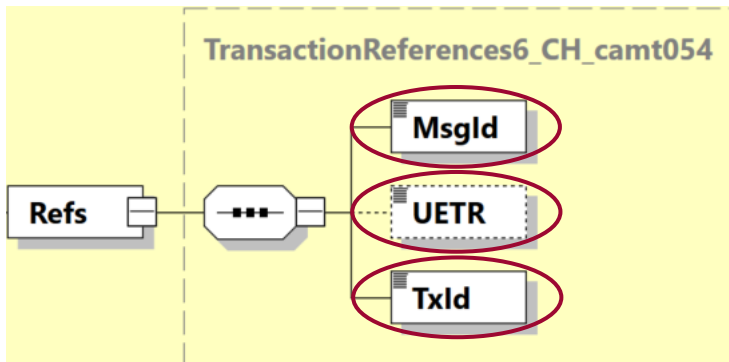 TransactionReferences6_CH_camt054
MsgId
Refs
UETR
TxId